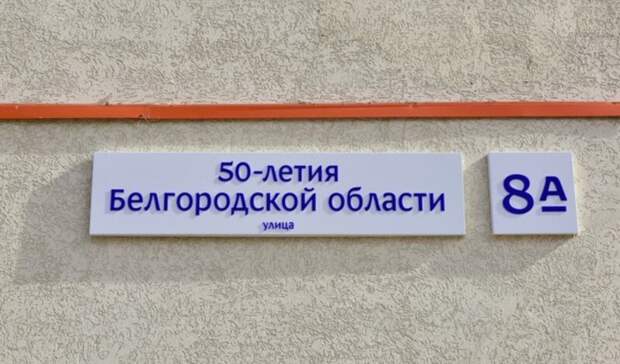 50-летия
Белгородской области
улица
8А